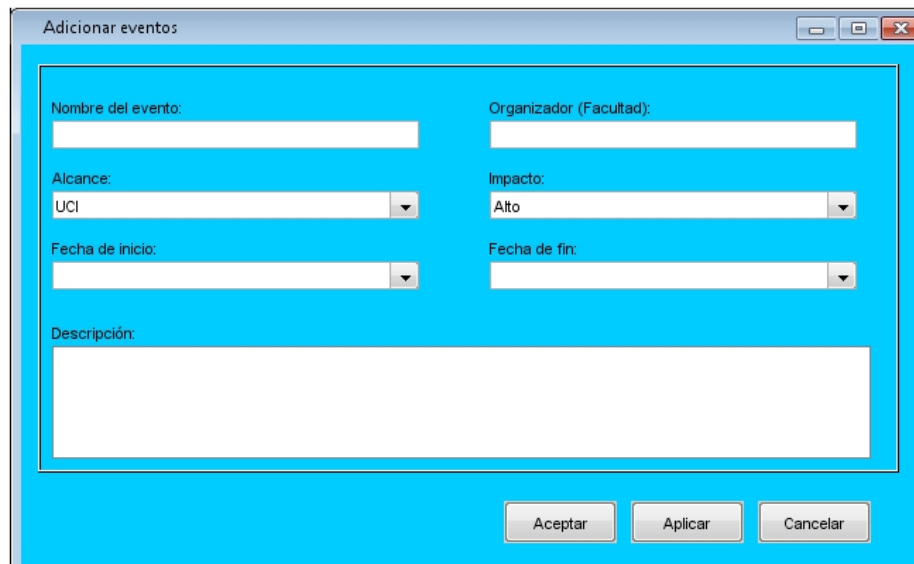 Adicionar eventos
Nombre del evento: Organizador (Facultad):
Alcance: Impacto:
UCI Alto
Fecha de inicio: Fecha de fin:
Descripción:
Aceptar Aplicar Cancelar